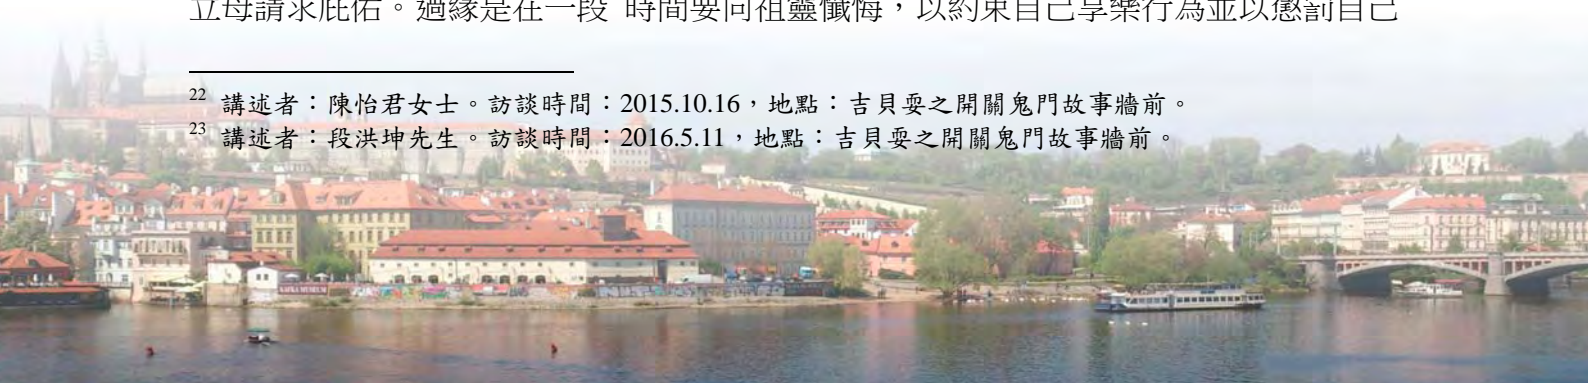 立母請求庇佑。過緣是在一段 時間要向祖靈懺悔，以約束自己享樂行為並以懲罰自己
22 講述者：陳怡君女士。訪談時間：2015.10.16，地點：吉貝耍之開關鬼門故事牆前。
23 講述者：段洪坤先生。訪談時間：2016.5.11，地點：吉貝耍之開關鬼門故事牆前。
KAFKA MUSEUM